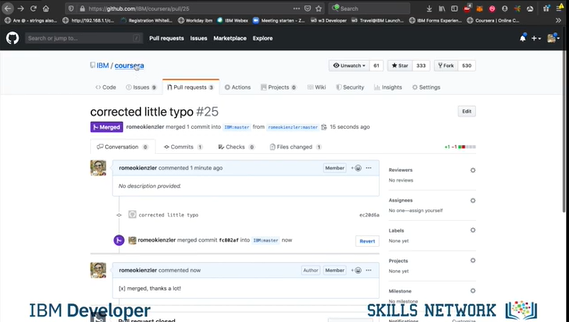 https://github.com/IBM/coursera/pull/25
Search
Are @ - strings also
http://192.168.1
Registration Whitelist
Workday Ibm
IBM Webex
Meeting starten - Z
w3 Developer
Travel@IBM Launch
IBM Forms Experien
Coursera | Online C
Search or jump to...
Pull requests
Issues
Marketplace
Explore
IBM / coursera
Unwatch 61
Star 333
Fork 530
Code
Issues 9
Pull requests 3
Actions
Projects 0
Wiki
Security
Insights
Settings
corrected little typo #25
Edit
Merged
romeokienzler merged 1 commit into IBM:master from romeokienzler:master 15 seconds ago
Conversation 0
Commits 1
Checks 0
Files changed 1
+1 −1
romeokienzler commented 1 minute ago
Member
No description provided.
corrected little typo
ec20d6a
romeokienzler merged commit fc882af into IBM:master now
Revert
romeokienzler commented now
Author
Member
[x] merged, thanks a lot!
Pull request closed
Reviewers
No reviews
Assignees
No one—assign yourself
Labels
None yet
Projects
None yet
Milestone
No milestone
Notifications
Customize
IBM Developer
SKILLS NETWORK